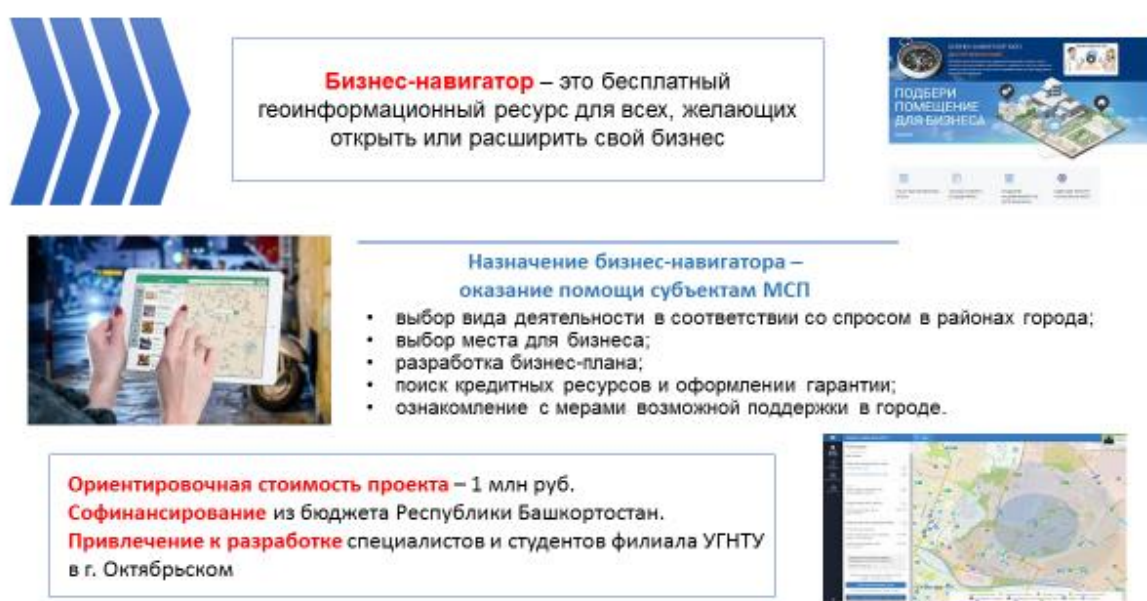 Бизнес-навигатор – это бесплатный
геоинформационный ресурс для всех, желающих
открыть или расширить свой бизнес
ПОДБЕРИ
ПОМЕЩЕНИЕ
ДЛЯ БИЗНЕСА
Назначение бизнес-навигатора –
оказание помощи субъектам МСП
• выбор вида деятельности в соответствии со спросом в районах города;
• выбор места для бизнеса;
• разработка бизнес-плана;
• поиск кредитных ресурсов и оформлении гарантии;
• ознакомление с мерами возможной поддержки в городе.
Ориентировочная стоимость проекта – 1 млн руб.
Софинансирование из бюджета Республики Башкортостан.
Привлечение к разработке специалистов и студентов филиала УГНТУ
в г. Октябрьском